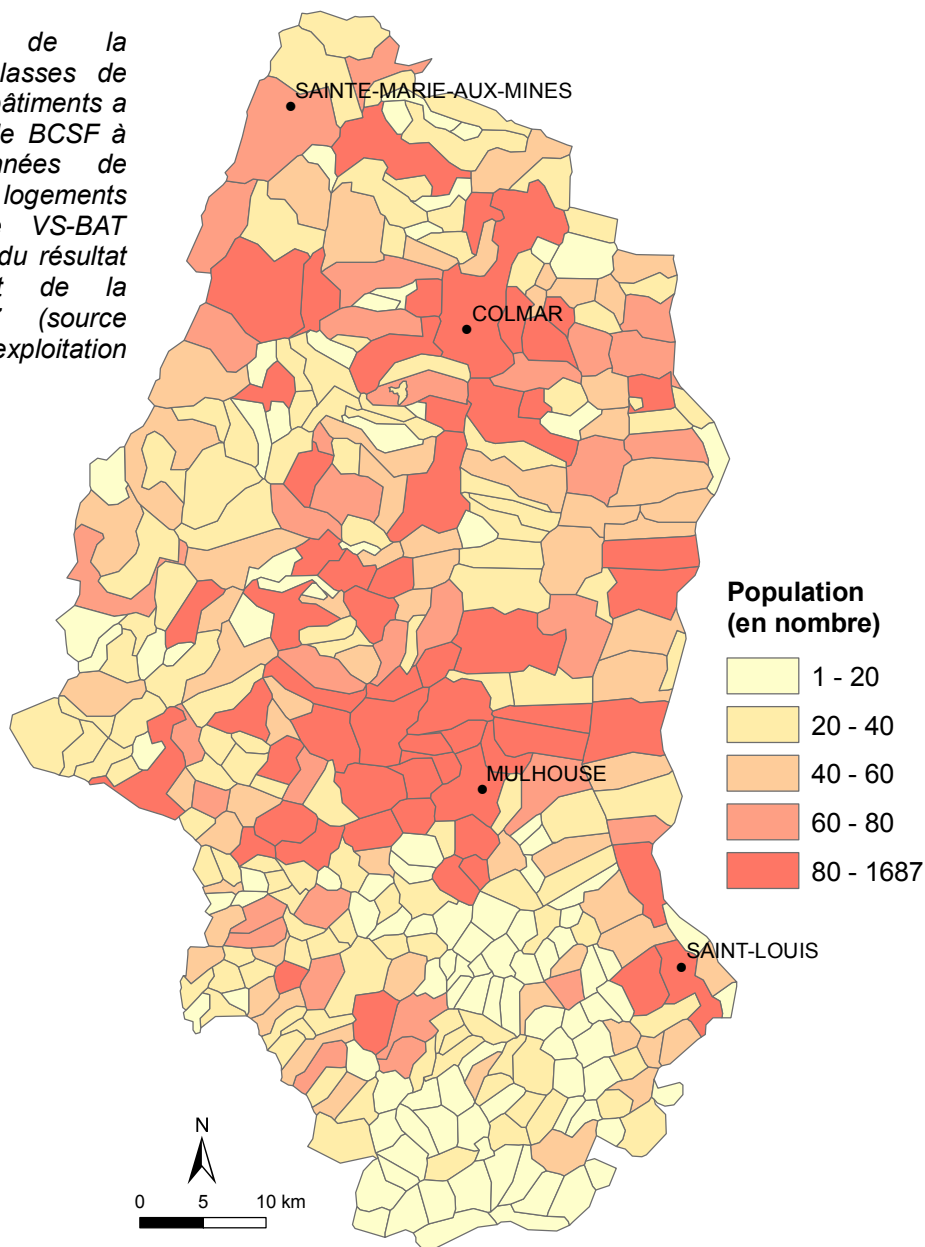 de la
lasses de
âtiments a
e BCSF à
nées de
logements
VS-BAT
du résultat
t de la
(source
exploitation
SAINTE-MARIE-AUX-MINES
COLMAR
MULHOUSE
SAINT-LOUIS
Population
(en nombre)
1 - 20
20 - 40
40 - 60
60 - 80
80 - 1687
N
0 5 10 km